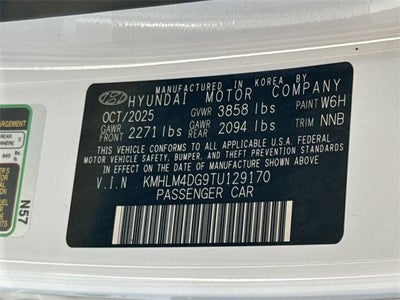 MANUFACTURED IN KOREA BY
HYUNDAI MOTOR COMPANY
OCT/2025 GVWR 3858 lbs PAINT W6H
GAWR FRONT 2271 lbs GAWR REAR 2094 lbs TRIM NNB
THIS VEHICLE CONFORMS TO ALL APPLICABLE U.S.A. FEDERAL
MOTOR VEHICLE SAFETY, BUMPER, AND THEFT PREVENTION STANDARDS
IN EFFECT ON THE DATE OF MANUFACTURE SHOWN ABOVE.
V.I.N KMHLM4DG9TU129170
PASSENGER CAR
N57
REAR